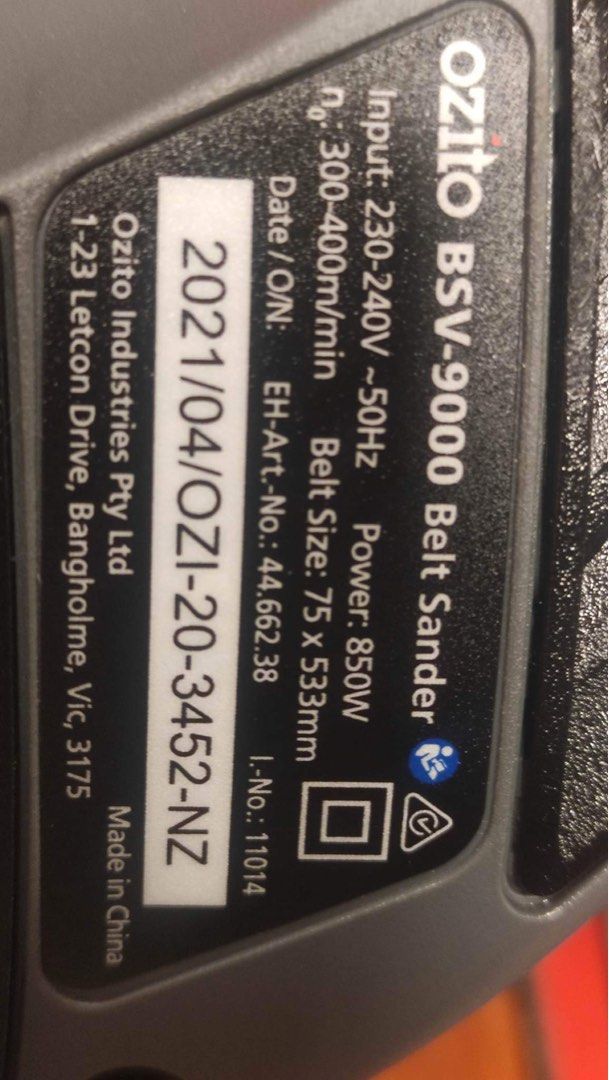 ozito BSV-9000 Belt Sander
Input: 230-240V ~50Hz Power: 850W
n₀: 300-400m/min Belt Size: 75 x 533mm
Date / O/N: EH-Art.-No.: 44.662.38 I.-No.: 11014
2021/04/OZI-20-3452-NZ
Ozito Industries Pty Ltd Made in China
1-23 Letcon Drive, Bangholme, Vic, 3175